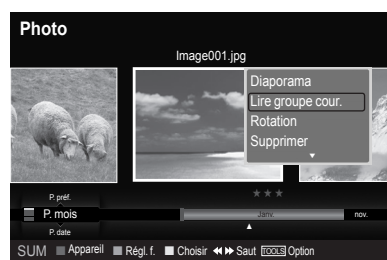 Photo
Image001.jpg
Diaporama
Lire groupe cour.
Rotation
Supprimer
P. préf.
P. mois
Janv.
nov.
P. date
SUM Appareil Régl. f. Choisir Saut TOOLS Option